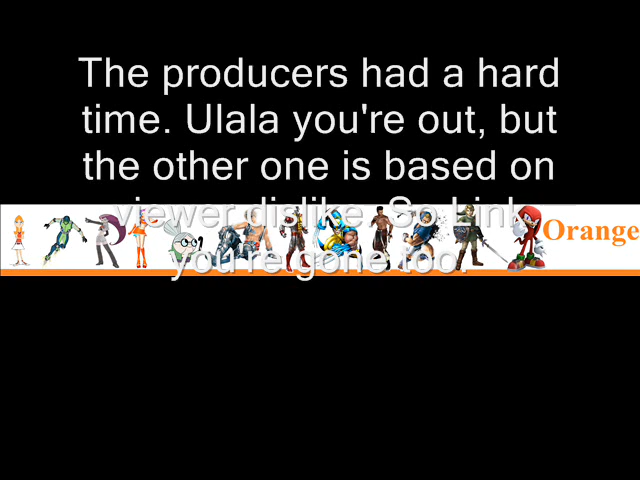 The producers had a hard
time. Ulala you're out, but
the other one is based on
viewer dislike. So Link
you're gone too.
Orange